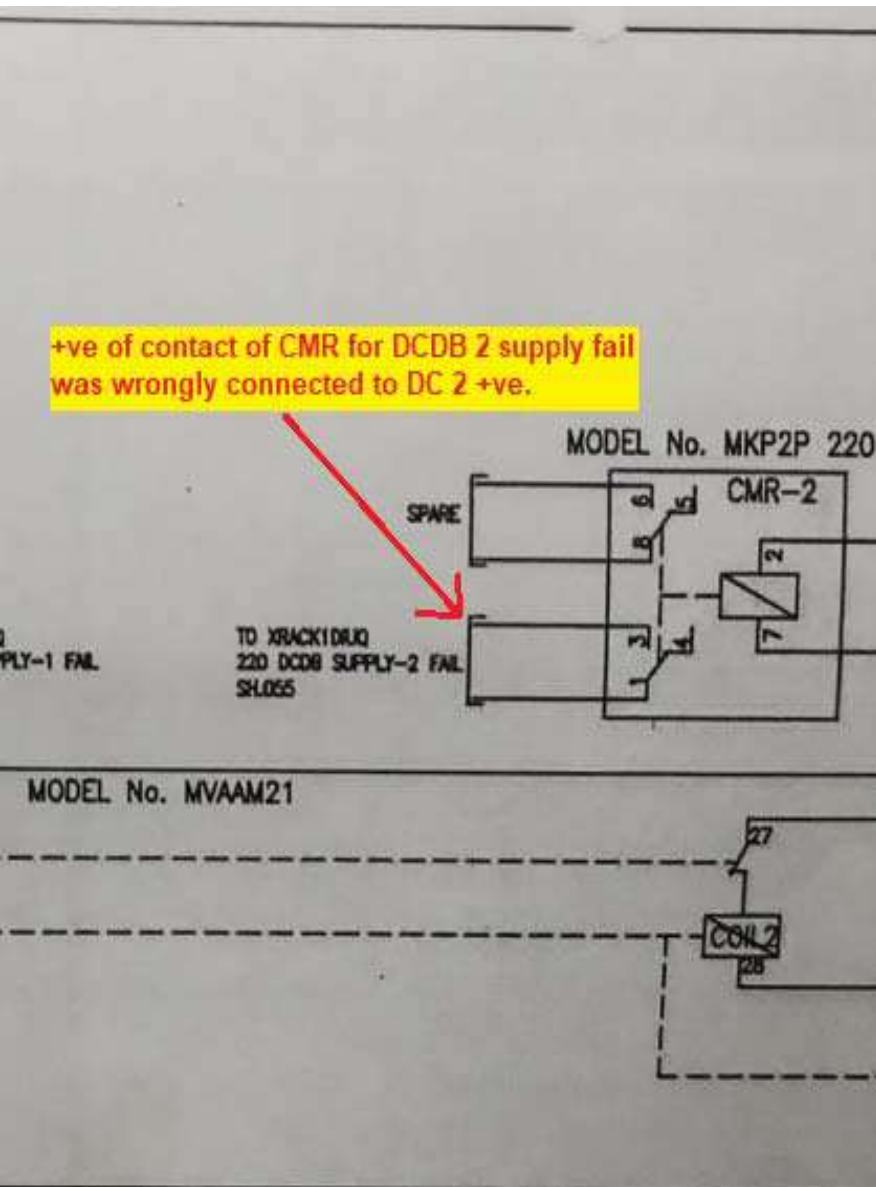 +ve of contact of CMR for DCDB 2 supply fail
was wrongly connected to DC 2 +ve.
MODEL No. MKP2P 220
CMR-2
SPARE
6
5
8
2
3
4
1
7
PLY-1 FAIL
TO
220 DCDB SUPPLY-2 FAIL
SH.055
MODEL No. MVAAM21
27
COIL2
28